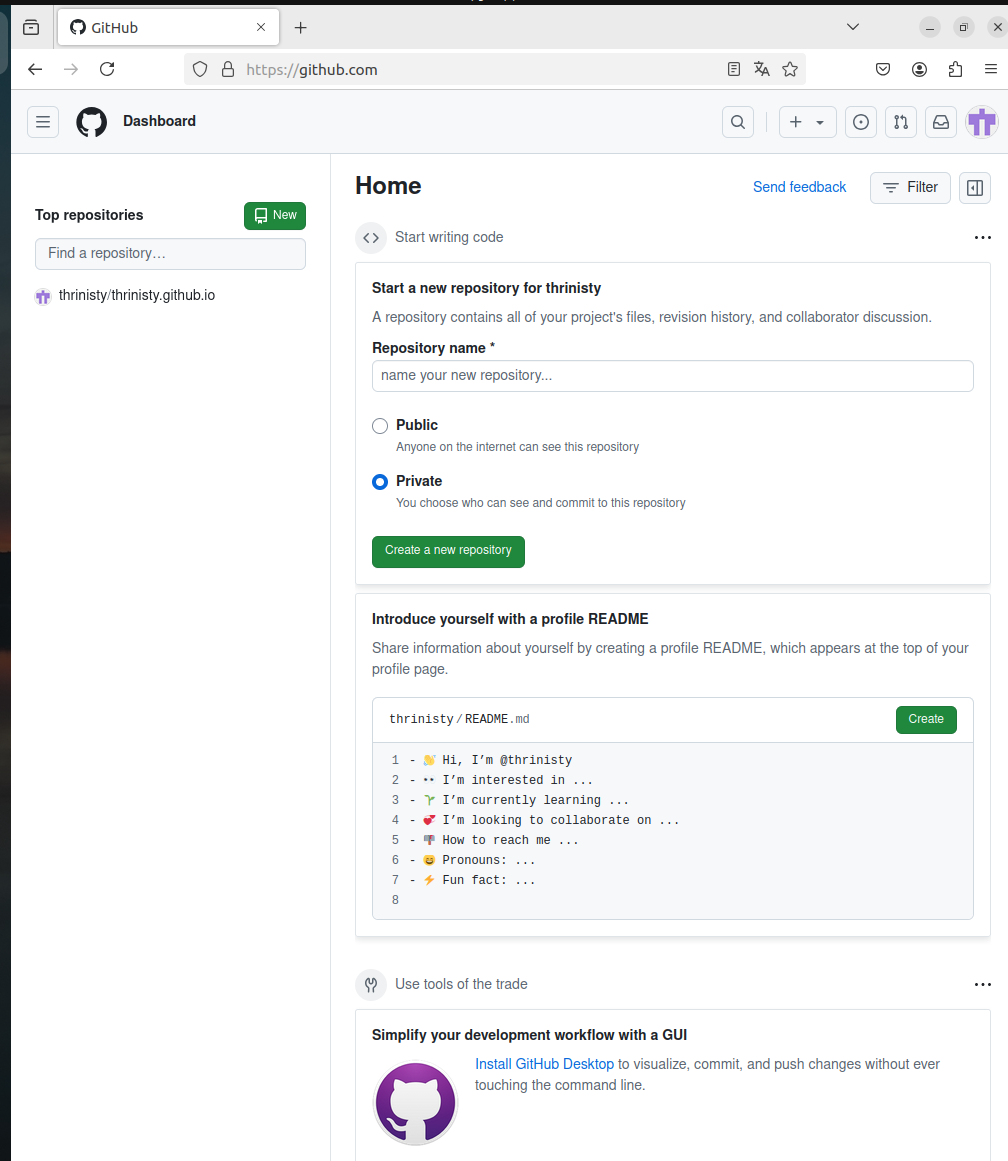 GitHub
https://github.com
Dashboard
Top repositories
New
Find a repository…
thrinisty/thrinisty.github.io
Home
Send feedback
Filter
Start writing code
Start a new repository for thrinisty
A repository contains all of your project's files, revision history, and collaborator discussion.
Repository name *
name your new repository...
Public
Anyone on the internet can see this repository
Private
You choose who can see and commit to this repository
Create a new repository
Introduce yourself with a profile README
Share information about yourself by creating a profile README, which appears at the top of your
profile page.
thrinisty/README.md
Create
1 - 👋 Hi, I’m @thrinisty
2 - 👀 I’m interested in ...
3 - 🌱 I’m currently learning ...
4 - 💞️ I’m looking to collaborate on ...
5 - 📫 How to reach me ...
6 - 😄 Pronouns: ...
7 - ⚡ Fun fact: ...
8
Use tools of the trade
Simplify your development workflow with a GUI
Install GitHub Desktop to visualize, commit, and push changes without ever
touching the command line.